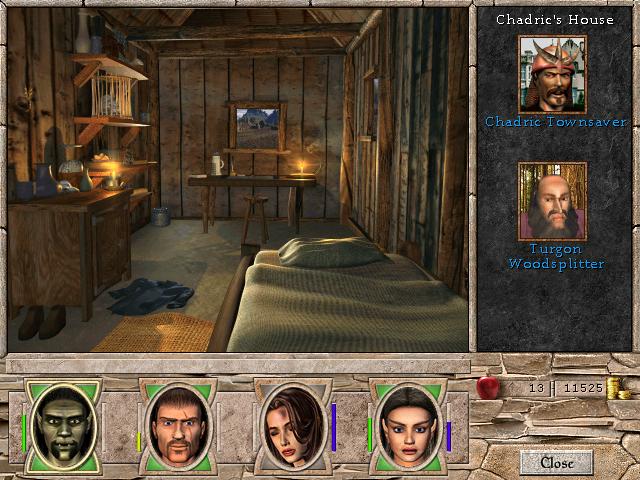 Chadric's House
Chadric Townsaver
Turgon
Woodsplitter
13 11525
Close